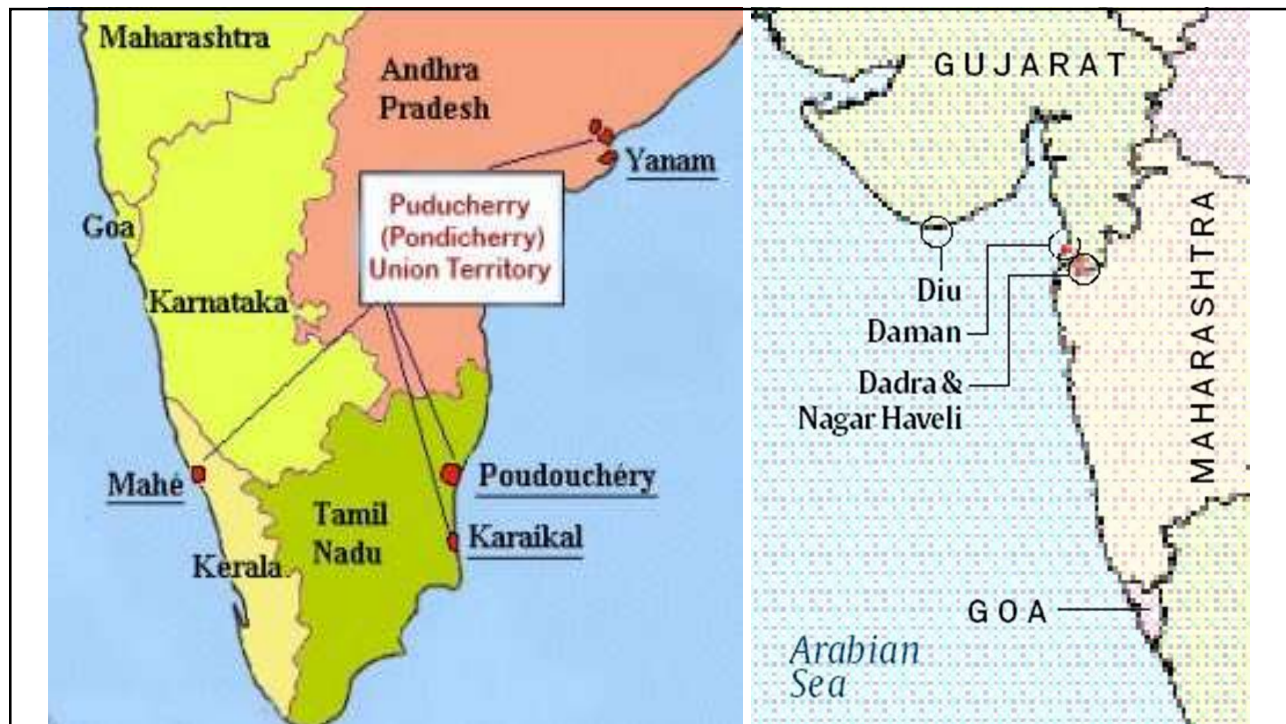 Maharashtra
Andhra
Pradesh
Yanam
Puducherry
(Pondicherry)
Union Territory
Goa
Karnataka
Mahé
Poudouchéry
Tamil
Nadu
Karaikal
Kerala
GUJARAT
MAHARASHTRA
Diu
Daman
Dadra &
Nagar Haveli
GOA
Arabian
Sea